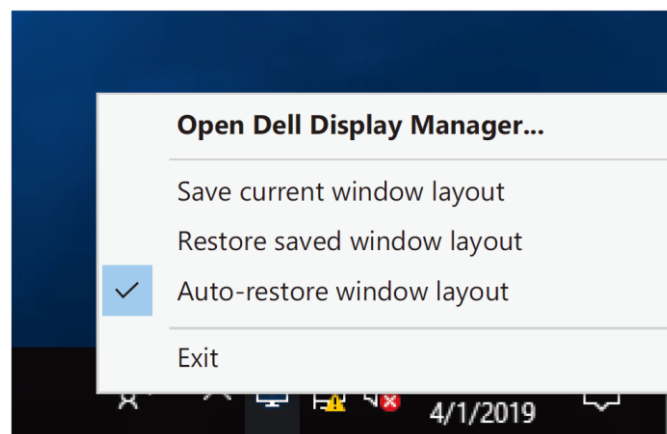 Open Dell Display Manager...
Save current window layout
Restore saved window layout
Auto-restore window layout
Exit
4/1/2019